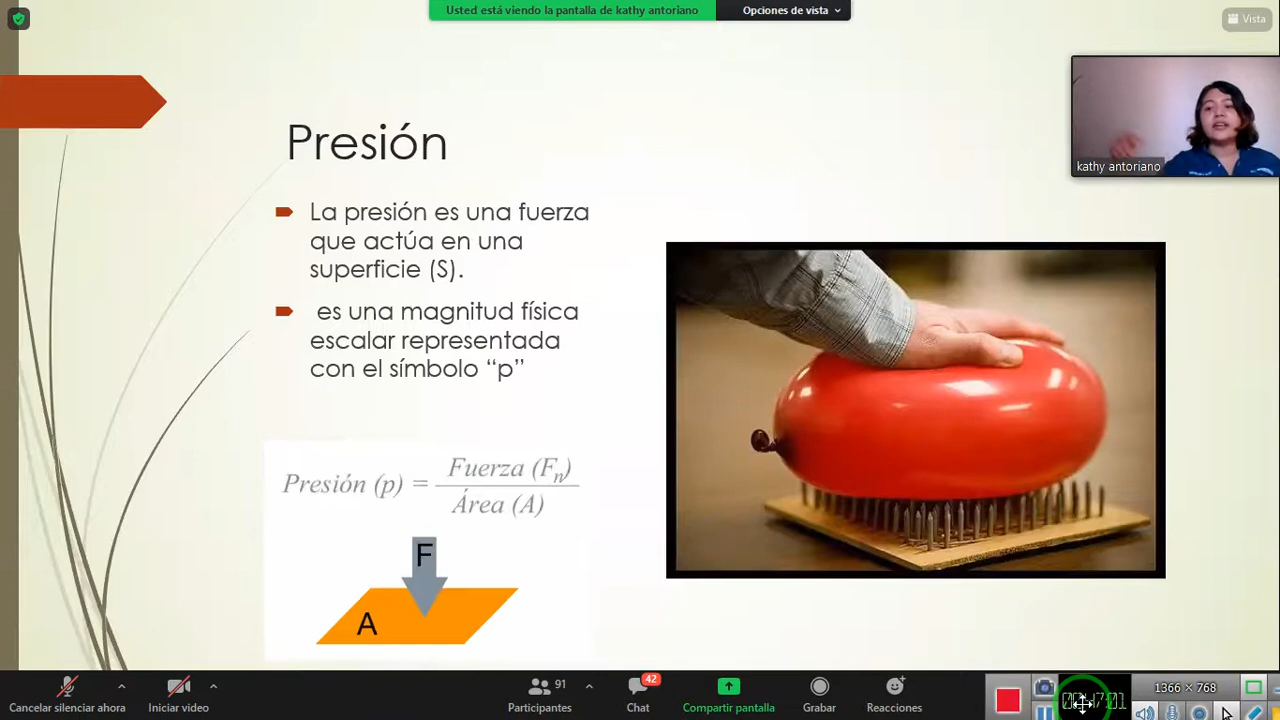 Usted está viendo la pantalla de kathy antoriano
Opciones de vista
Vista
kathy antoriano
Presión
La presión es una fuerza
que actúa en una
superficie (S).
es una magnitud física
escalar representada
con el símbolo “p”
Presión (p) = Fuerza (Fn)
Área (A)
F
A
Cancelar silenciar ahora
Iniciar video
91
Participantes
42
Chat
Compartir pantalla
Grabar
Reacciones
1366 × 768